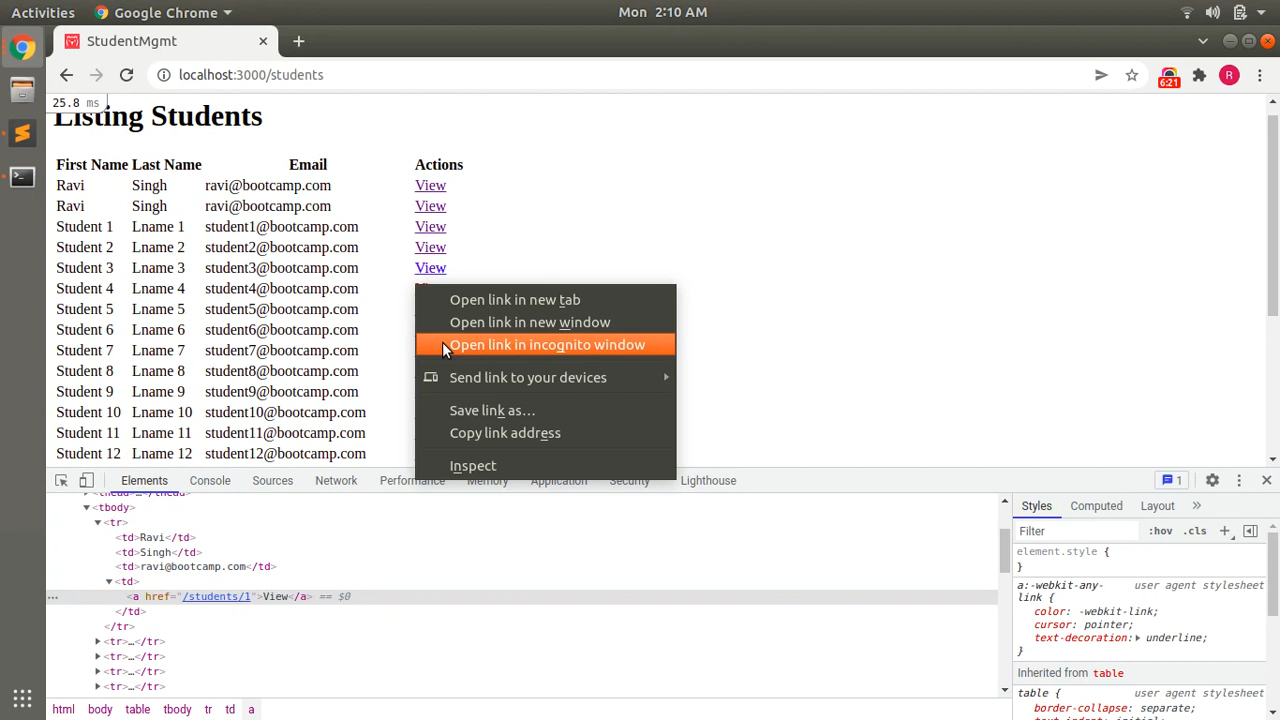 Activities Google Chrome Mon 2:10 AM
StudentMgmt
localhost:3000/students 6:21 R
25.8 ms
Listing Students
First Name Last Name Email Actions
Ravi Singh ravi@bootcamp.com View
Ravi Singh ravi@bootcamp.com View
Student 1 Lname 1 student1@bootcamp.com View
Student 2 Lname 2 student2@bootcamp.com View
Student 3 Lname 3 student3@bootcamp.com View
Student 4 Lname 4 student4@bootcamp.com
Student 5 Lname 5 student5@bootcamp.com
Student 6 Lname 6 student6@bootcamp.com
Student 7 Lname 7 student7@bootcamp.com
Student 8 Lname 8 student8@bootcamp.com
Student 9 Lname 9 student9@bootcamp.com
Student 10 Lname 10 student10@bootcamp.com
Student 11 Lname 11 student11@bootcamp.com
Student 12 Lname 12 student12@bootcamp.com
Open link in new tab
Open link in new window
Open link in incognito window
Send link to your devices
Save link as…
Copy link address
Inspect
Elements Console Sources Network Performance Memory Application Security Lighthouse 1
<thead>…</thead>
<tbody>
<tr>
<td>Ravi</td>
<td>Singh</td>
<td>ravi@bootcamp.com</td>
<td>
<a href="/students/1">View</a> == $0
</td>
</tr>
<tr>…</tr>
<tr>…</tr>
<tr>…</tr>
<tr>…</tr>
html body table tbody tr td a
Styles Computed Layout »
Filter :hov .cls +
element.style {
}
a:-webkit-any-link { user agent stylesheet
color: -webkit-link;
cursor: pointer;
text-decoration: underline;
}
Inherited from table
table { user agent stylesheet
border-collapse: separate;